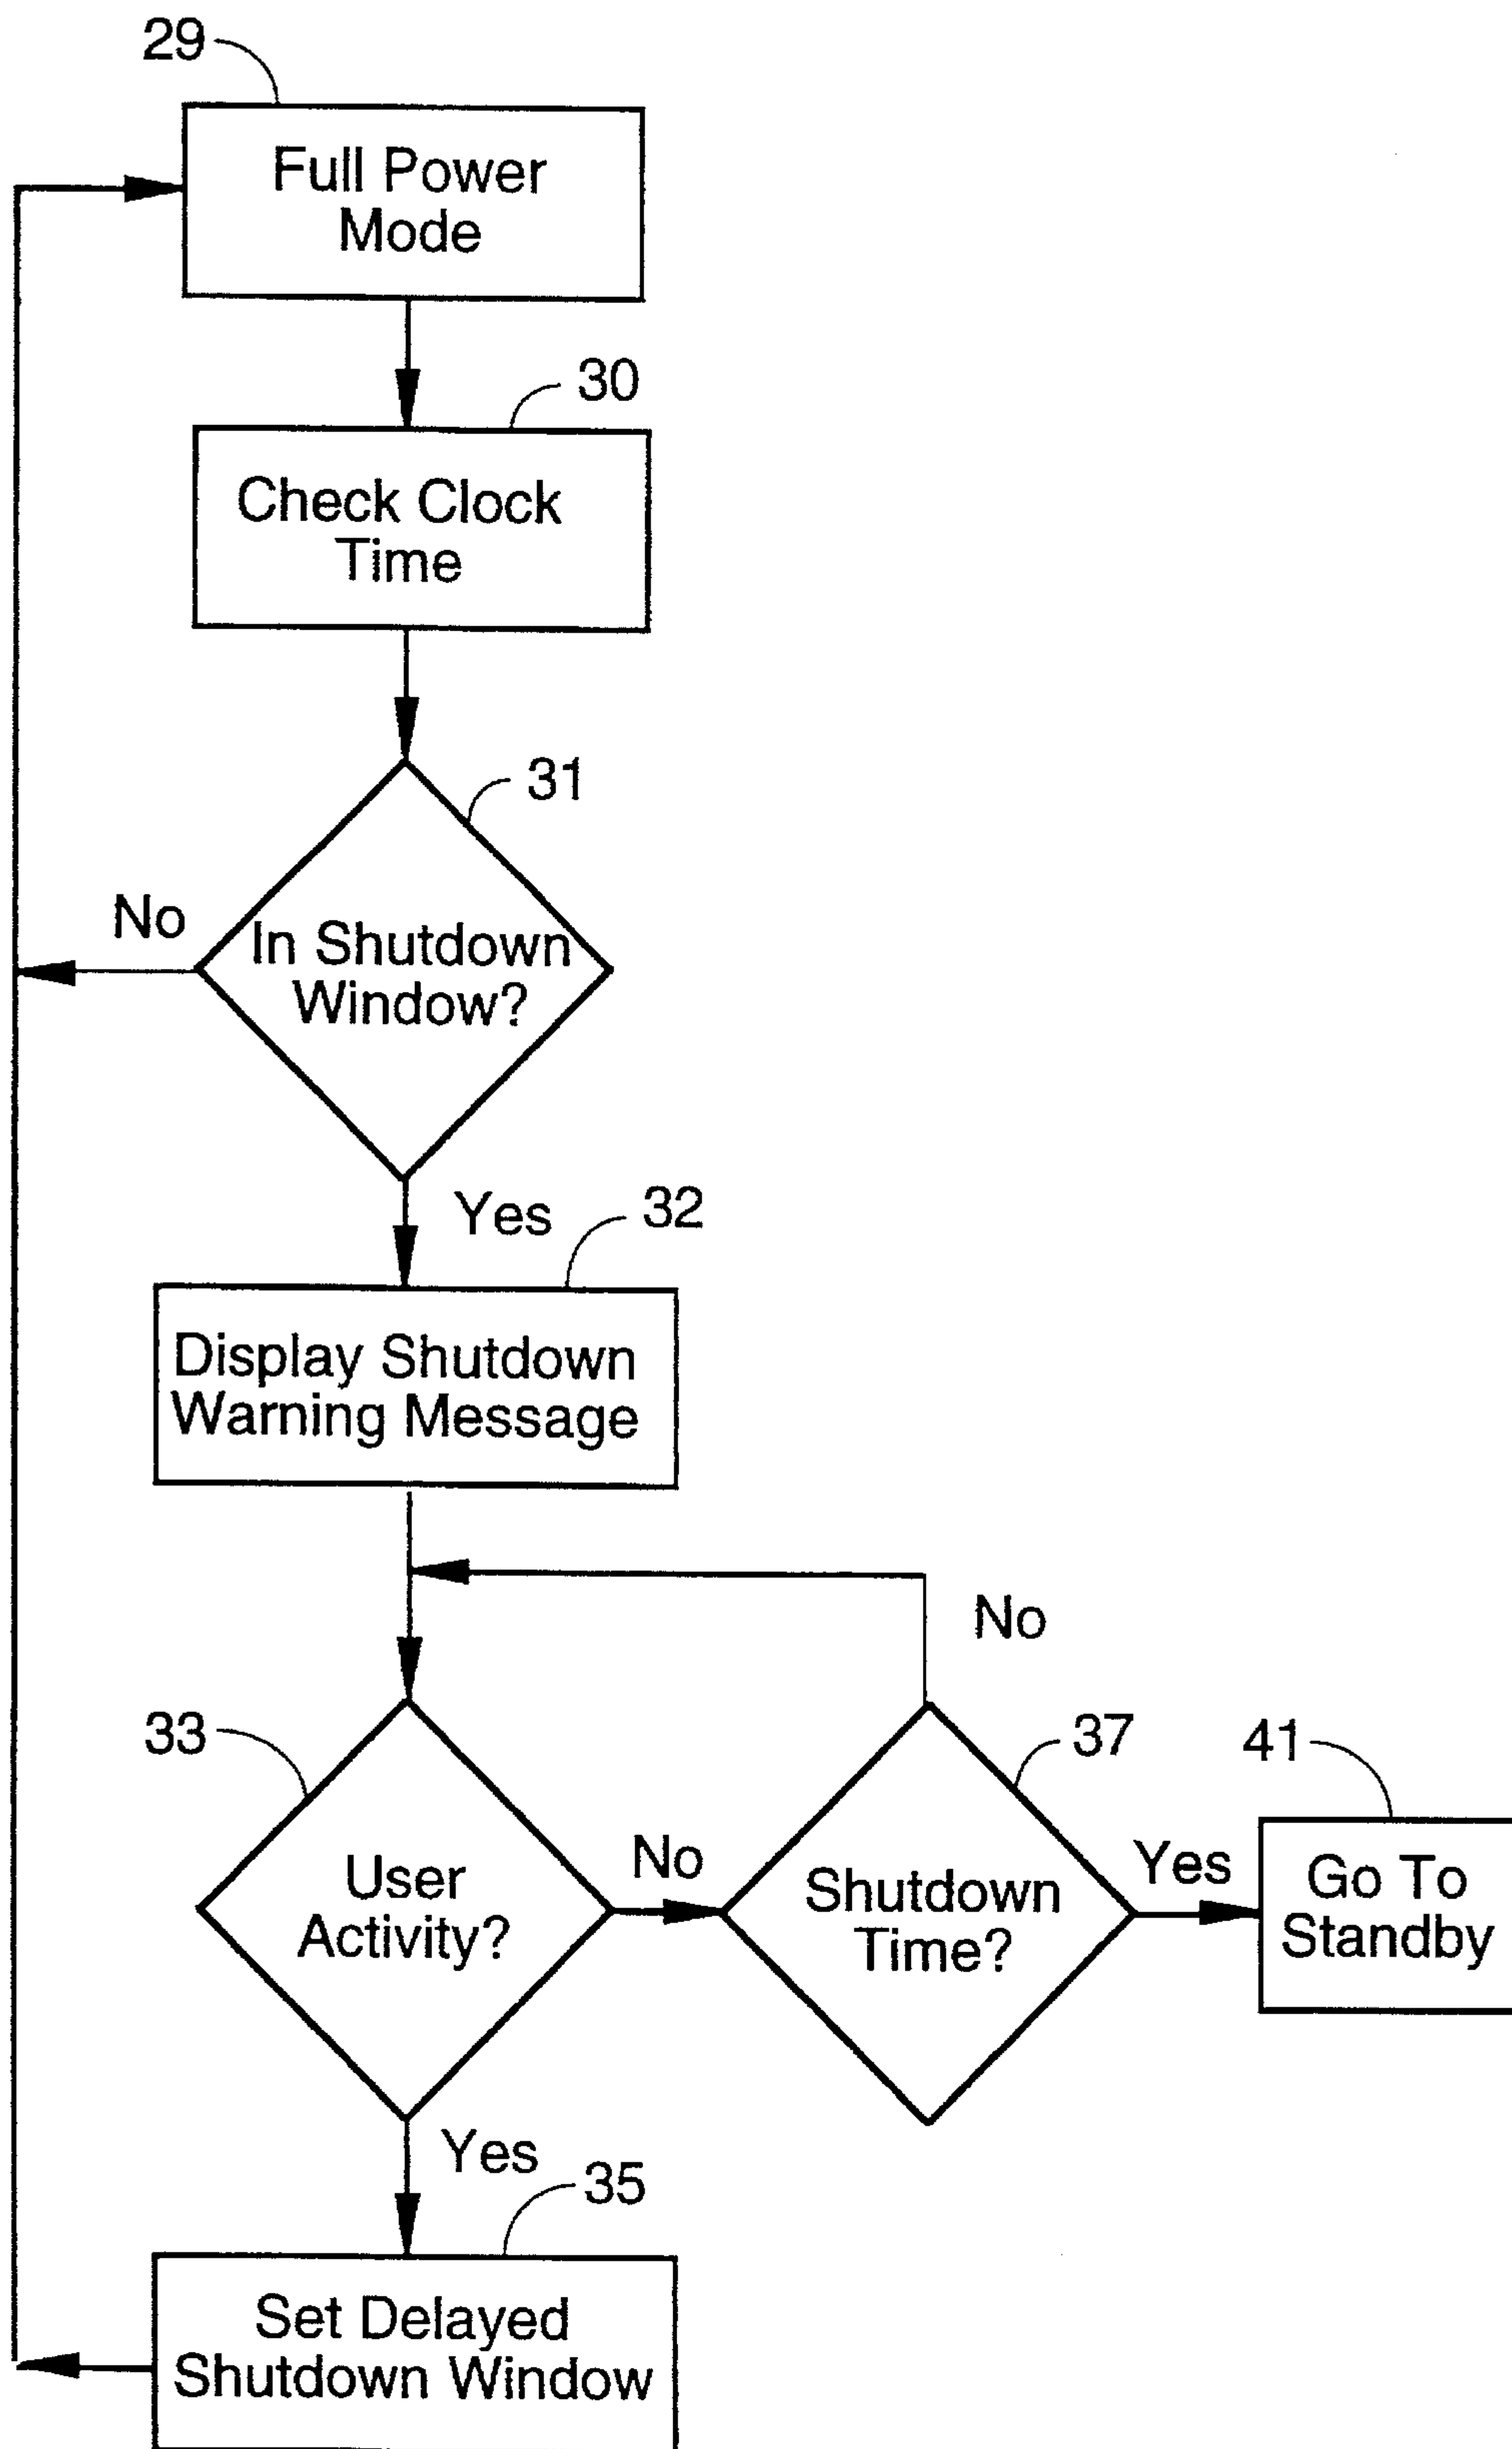 29
Full Power
Mode
30
Check Clock
Time
31
No
In Shutdown
Window?
Yes
32
Display Shutdown
Warning Message
No
33
37
41
User
Activity?
No
Shutdown
Time?
Yes
Go To
Standby
Yes
35
Set Delayed
Shutdown Window